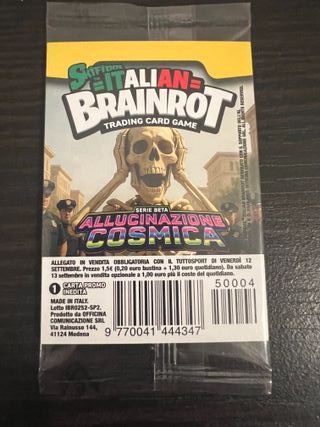 SKIFIDOL
ITALIAN
BRAINROT
TRADING CARD GAME
SERIE BETA
ALLUCINAZIONE
COSMICA
ALLEGATO IN VENDITA OBBLIGATORIA CON IL TUTTOSPORT DI VENERDÌ 12
SETTEMBRE. Prezzo 1,5€ (0,20 euro bustina + 1,30 euro quotidiano). Da sabato
13 settembre in vendita opzionale a 1,00 euro più il costo del quotidiano.
1 CARTA PROMO
INEDITA
MADE IN ITALY.
Lotto IBR0252-SP2.
Prodotto da OFFICINA
COMUNICAZIONE SRL
Via Rainusso 144,
41124 Modena
50004
9 770041 444347